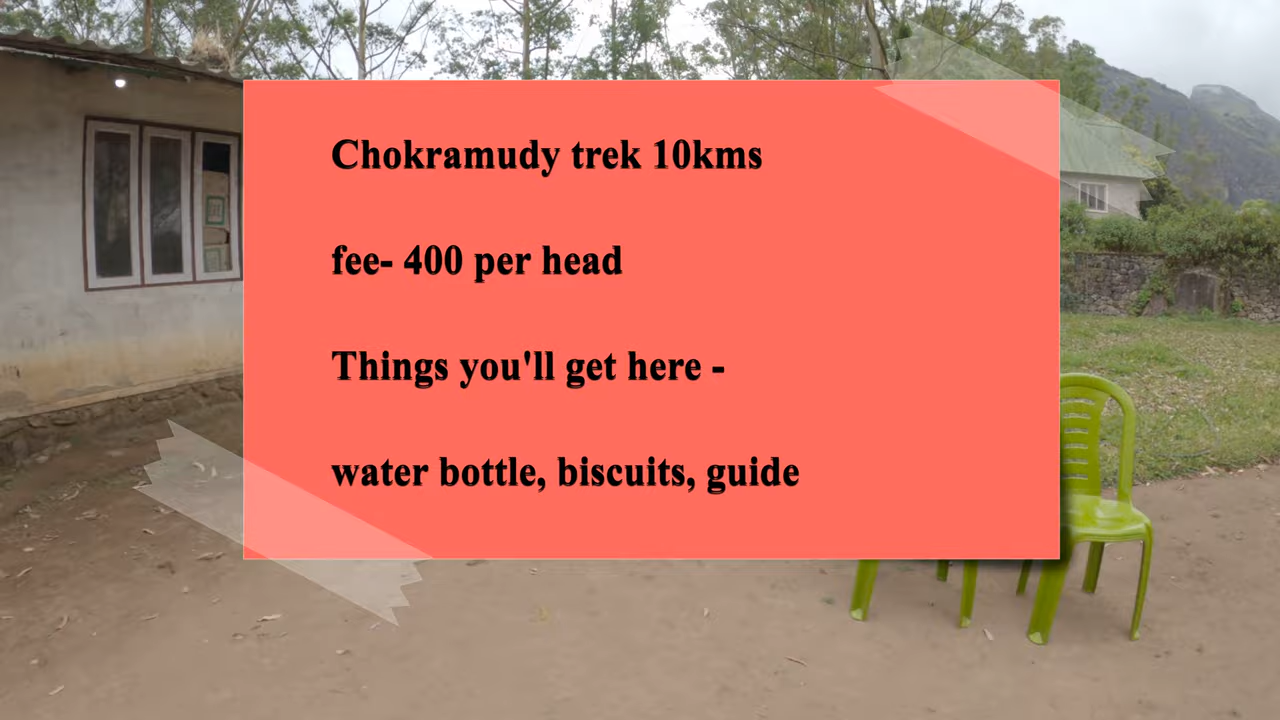 Chokramudy trek 10kms
fee- 400 per head
Things you'll get here -
water bottle, biscuits, guide